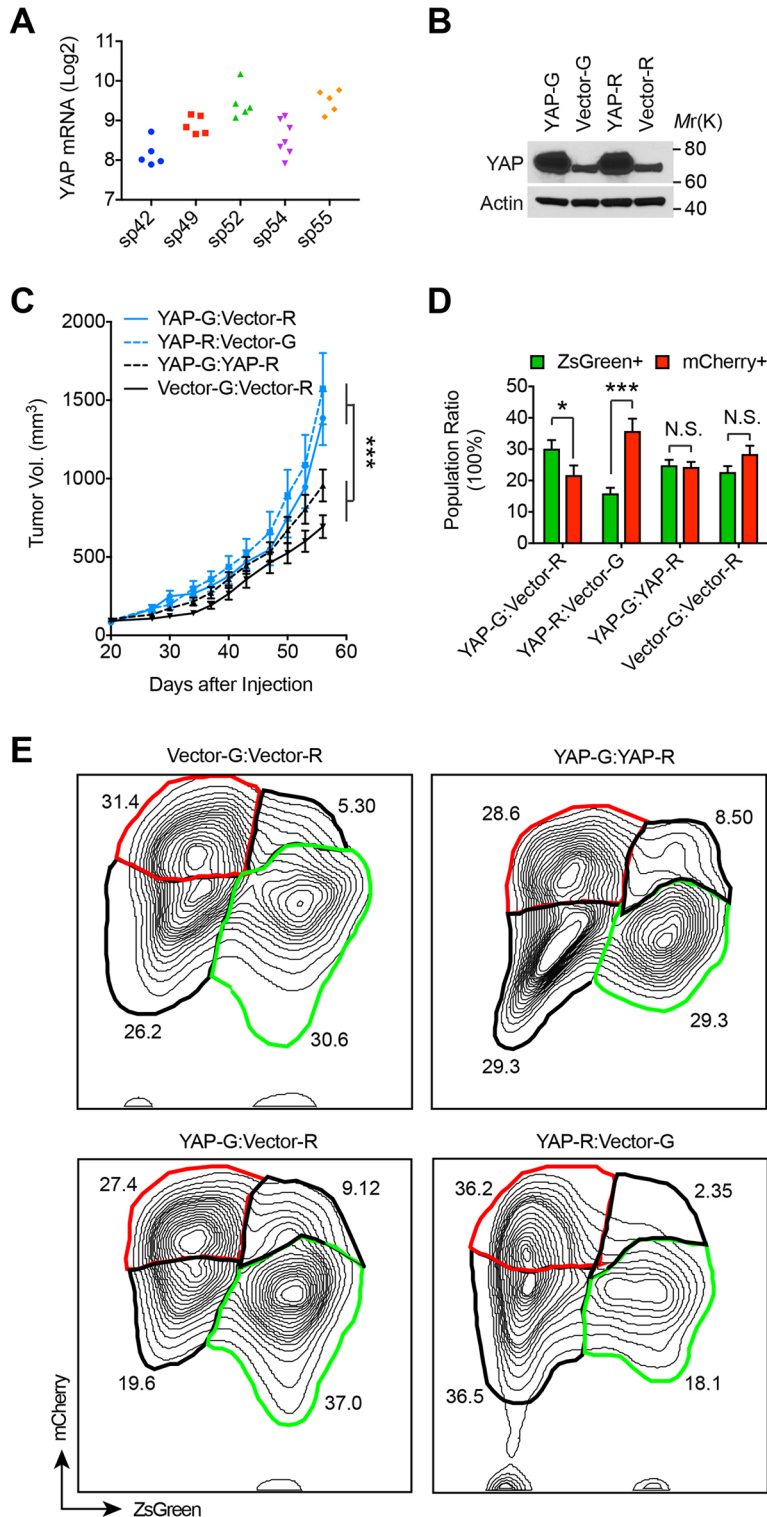 A
YAP mRNA (Log2)
11
10
9
8
7
sp42
sp49
sp52
sp54
sp55
B
YAP-G
Vector-G
YAP-R
Vector-R
Mr(K)
YAP
Actin
80
60
40
C
YAP-G:Vector-R
YAP-R:Vector-G
YAP-G:YAP-R
Vector-G:Vector-R
Tumor Vol. (mm3)
2000
1500
1000
500
0
20
30
40
50
60
Days after Injection
***
D
ZsGreen+
mCherry+
Population Ratio
(100%)
50
40
30
20
10
0
*
***
N.S.
N.S.
YAP-G:Vector-R
YAP-R:Vector-G
YAP-G:YAP-R
Vector-G:Vector-R
E
Vector-G:Vector-R
31.4
5.30
26.2
30.6
YAP-G:YAP-R
28.6
8.50
29.3
29.3
YAP-G:Vector-R
27.4
9.12
19.6
37.0
YAP-R:Vector-G
36.2
2.35
36.5
18.1
mCherry
ZsGreen